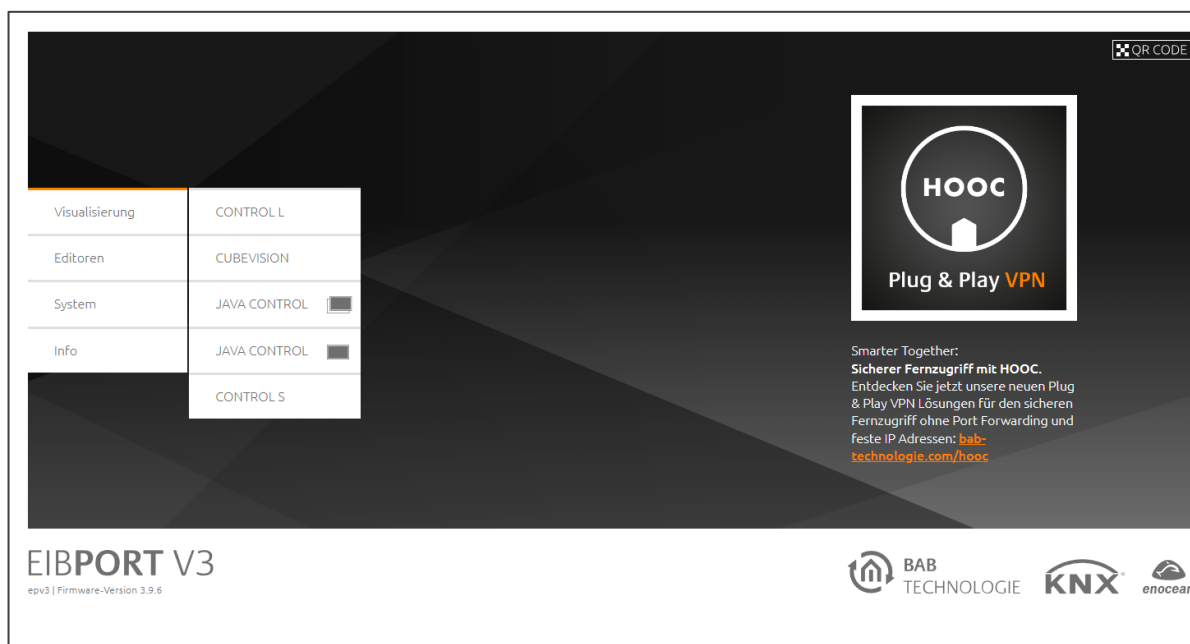 QR CODE
HOOC
Plug & Play VPN
Visualisierung
CONTROL L
Editoren
CUBEVISION
System
JAVA CONTROL
Info
JAVA CONTROL
CONTROL S
Smarter Together:
Sicherer Fernzugriff mit HOOC.
Entdecken Sie jetzt unsere neuen Plug
& Play VPN Lösungen für den sicheren
Fernzugriff ohne Port Forwarding und
feste IP Adressen: bab-
technologie.com/hooc
EIBPORT V3
epv3 | Firmware-Version 3.9.6
BAB
TECHNOLOGIE
KNX
enocean